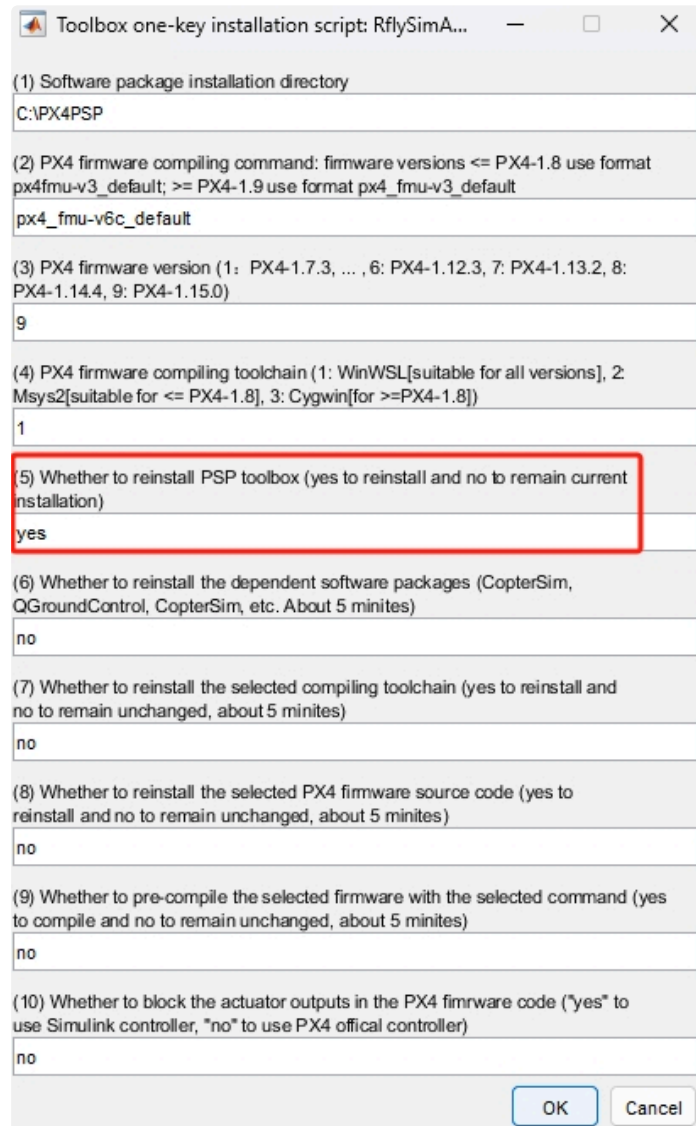 Toolbox one-key installation script: RflySimA...
(1) Software package installation directory
C:\PX4PSP
(2) PX4 firmware compiling command: firmware versions <= PX4-1.8 use format
px4fmu-v3_default; >= PX4-1.9 use format px4_fmu-v3_default
px4_fmu-v6c_default
(3) PX4 firmware version (1：PX4-1.7.3, ... , 6: PX4-1.12.3, 7: PX4-1.13.2, 8:
PX4-1.14.4, 9: PX4-1.15.0)
9
(4) PX4 firmware compiling toolchain (1: WinWSL[suitable for all versions], 2:
Msys2[suitable for <= PX4-1.8], 3: Cygwin[for >=PX4-1.8])
1
(5) Whether to reinstall PSP toolbox (yes to reinstall and no to remain current
installation)
yes
(6) Whether to reinstall the dependent software packages (CopterSim,
QGroundControl, CopterSim, etc. About 5 minites)
no
(7) Whether to reinstall the selected compiling toolchain (yes to reinstall and
no to remain unchanged, about 5 minites)
no
(8) Whether to reinstall the selected PX4 firmware source code (yes to
reinstall and no to remain unchanged, about 5 minites)
no
(9) Whether to pre-compile the selected firmware with the selected command (yes
to compile and no to remain unchanged, about 5 minites)
no
(10) Whether to block the actuator outputs in the PX4 fimrware code ("yes" to
use Simulink controller, "no" to use PX4 offical controller)
no
OK Cancel